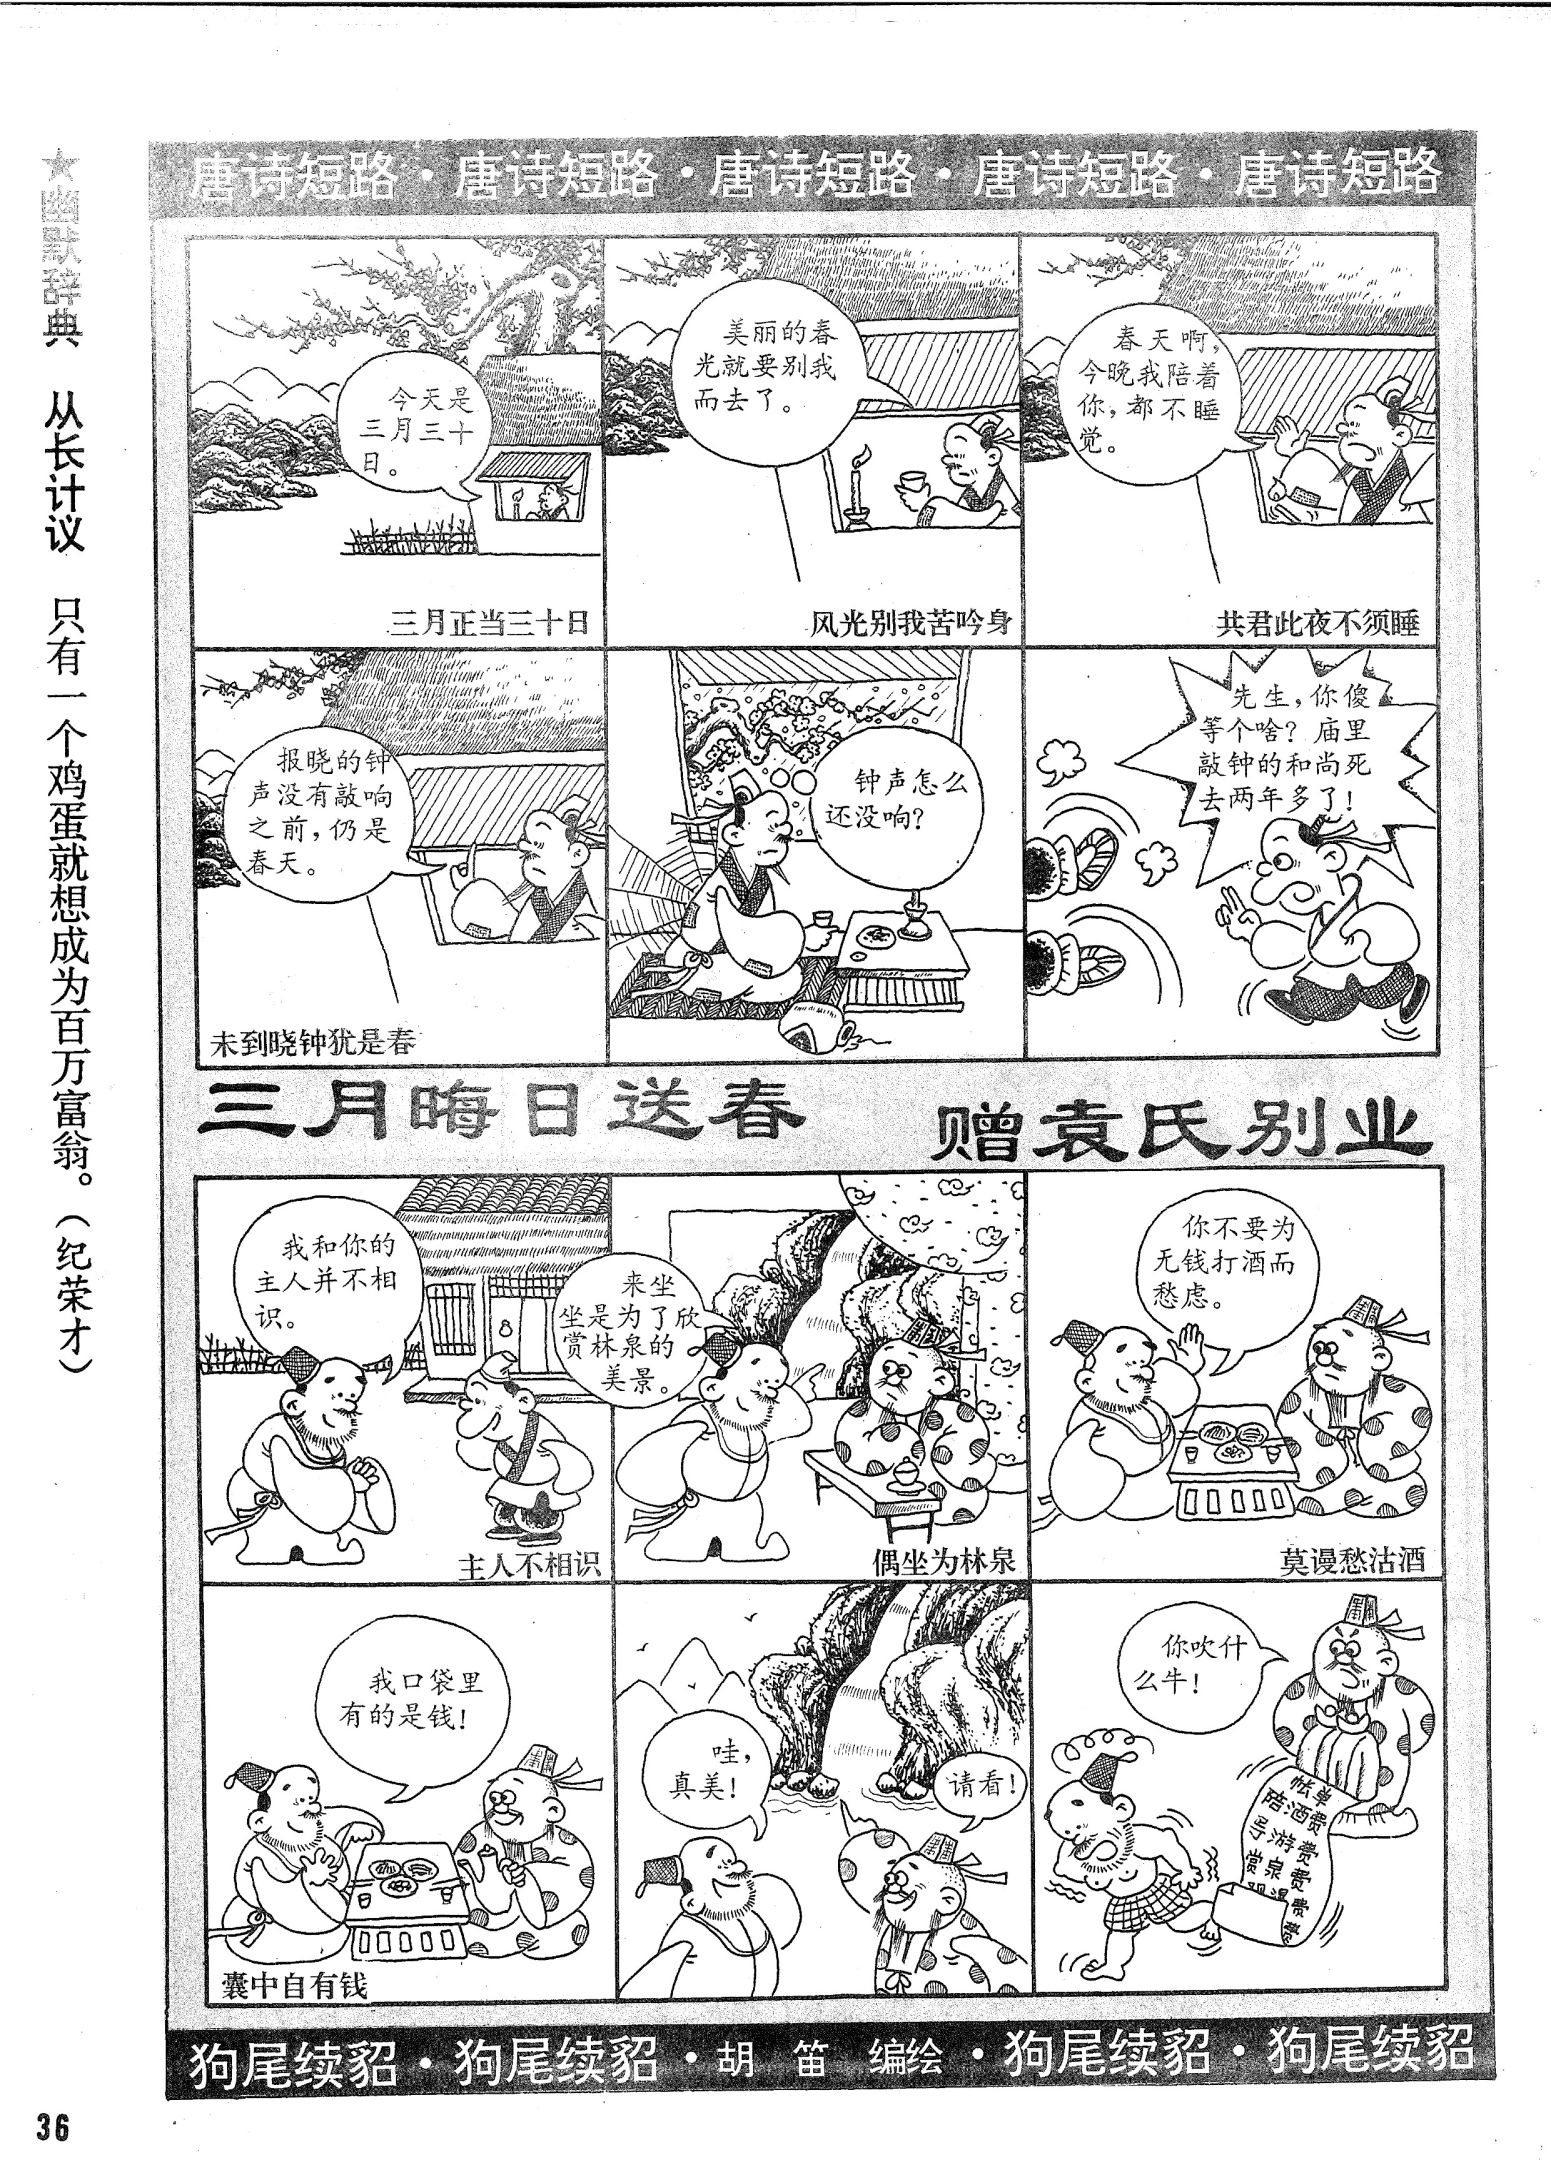 唐诗短路·唐诗短路·唐诗短路·唐诗短路·唐诗短路
今天是
三月三十
日。
三月正当三十日
美丽的春
光就要别我
而去了。
风光别我苦吟身
春天啊，
今晚我陪着
你，都不睡
觉。
共君此夜不须睡
报晓的钟
声没有敲响
之前，仍是
春天。
未到晓钟犹是春
钟声怎么
还没响？
先生，你傻
等个啥？庙里
敲钟的和尚死
去两年多了！
三月晦日送春
赠袁氏别业
我和你的
主人并不相
识。
主人不相识
来坐
坐是为了欣
赏林泉的
美景。
偶坐为林泉
你不要为
无钱打酒而
愁虑。
莫谩愁沽酒
我口袋里
有的是钱！
囊中自有钱
哇，
真美！
请看！
你吹什
么牛！
帐单
陪酒费
导游费
赏泉费
费
狗尾续貂·狗尾续貂·胡笛 编绘·狗尾续貂·狗尾续貂
★幽默辞典 从长计议 只有一个鸡蛋就想成为百万富翁。（纪荣才）
36